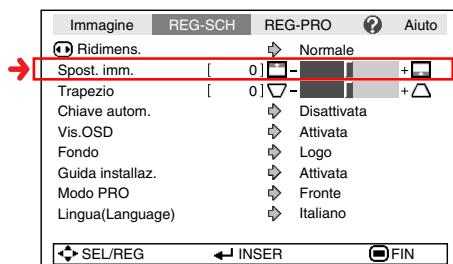 Immagine REG-SCH REG-PRO ? Aiuto
Ridimens. Normale
Spost. imm. [ 0] - +
Trapezio [ 0] - +
Chiave autom. Disattivata
Vis.OSD Attivata
Fondo Logo
Guida installaz. Attivata
Modo PRO Fronte
Lingua(Language) Italiano
SEL/REG INSER FIN